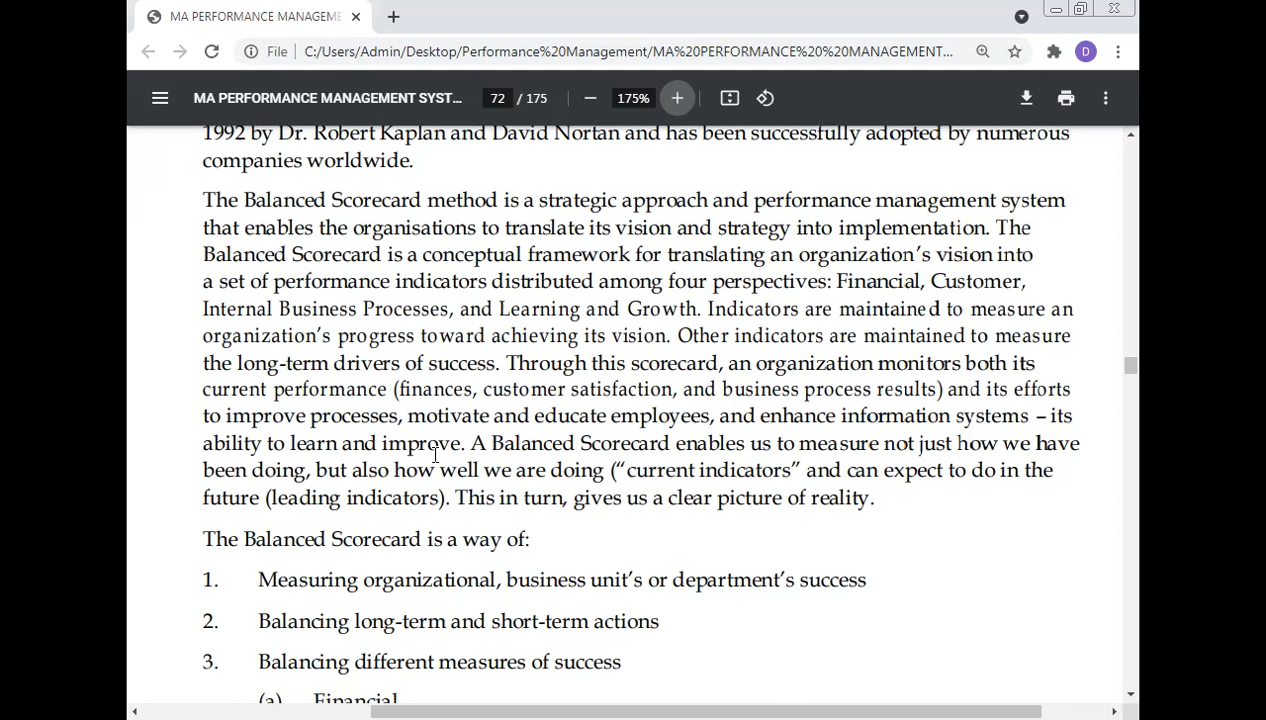 MA PERFORMANCE MANAGEME
File C:/Users/Admin/Desktop/Performance%20Management/MA%20PERFORMANCE%20%20MANAGEMENT... D
MA PERFORMANCE MANAGEMENT SYST... 72 / 175 175%
1992 by Dr. Robert Kaplan and David Nortan and has been successfully adopted by numerous
companies worldwide.
The Balanced Scorecard method is a strategic approach and performance management system
that enables the organisations to translate its vision and strategy into implementation. The
Balanced Scorecard is a conceptual framework for translating an organization’s vision into
a set of performance indicators distributed among four perspectives: Financial, Customer,
Internal Business Processes, and Learning and Growth. Indicators are maintained to measure an
organization’s progress toward achieving its vision. Other indicators are maintained to measure
the long-term drivers of success. Through this scorecard, an organization monitors both its
current performance (finances, customer satisfaction, and business process results) and its efforts
to improve processes, motivate and educate employees, and enhance information systems – its
ability to learn and improve. A Balanced Scorecard enables us to measure not just how we have
been doing, but also how well we are doing (“current indicators” and can expect to do in the
future (leading indicators). This in turn, gives us a clear picture of reality.
The Balanced Scorecard is a way of:
1. Measuring organizational, business unit’s or department’s success
2. Balancing long-term and short-term actions
3. Balancing different measures of success
(a) Financial